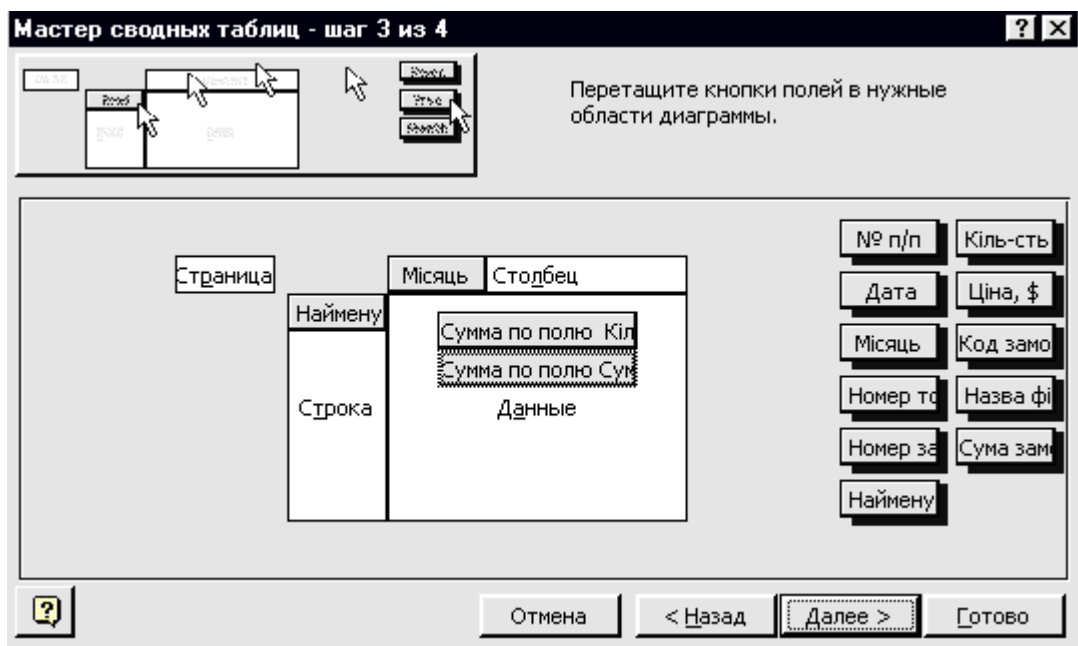 Мастер сводных таблиц - шаг 3 из 4
Перетащите кнопки полей в нужные
области диаграммы.
Страница
Місяць Столбец
Наймену
Сумма по полю Кіл
Сумма по полю Сум
Строка
Данные
№ п/п Кіль-сть
Дата Ціна, $
Місяць Код замо
Номер то Назва фі
Номер за Сума замо
Наймену
Отмена < Назад Далее > Готово